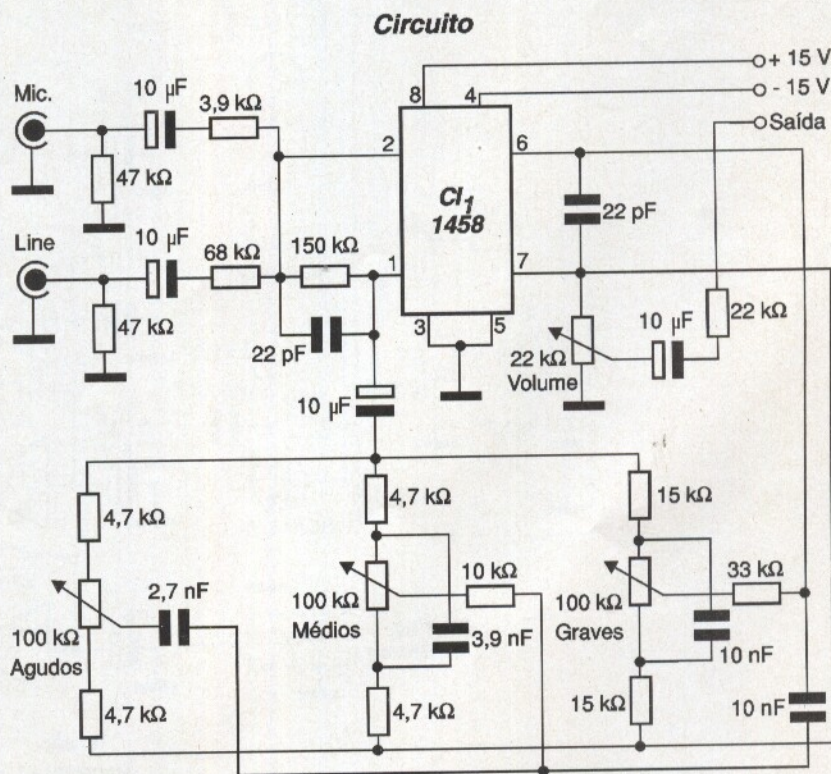 Circuito
+ 15 V
- 15 V
Saída
Mic.
10 µF
3,9 kΩ
47 kΩ
8
4
2
6
CI1
1458
22 pF
Line
10 µF
68 kΩ
150 kΩ
1
7
47 kΩ
22 pF
3
5
22 kΩ
Volume
10 µF
22 kΩ
10 µF
4,7 kΩ
4,7 kΩ
15 kΩ
2,7 nF
10 kΩ
33 kΩ
100 kΩ
Agudos
100 kΩ
Médios
3,9 nF
100 kΩ
Graves
10 nF
4,7 kΩ
4,7 kΩ
15 kΩ
10 nF